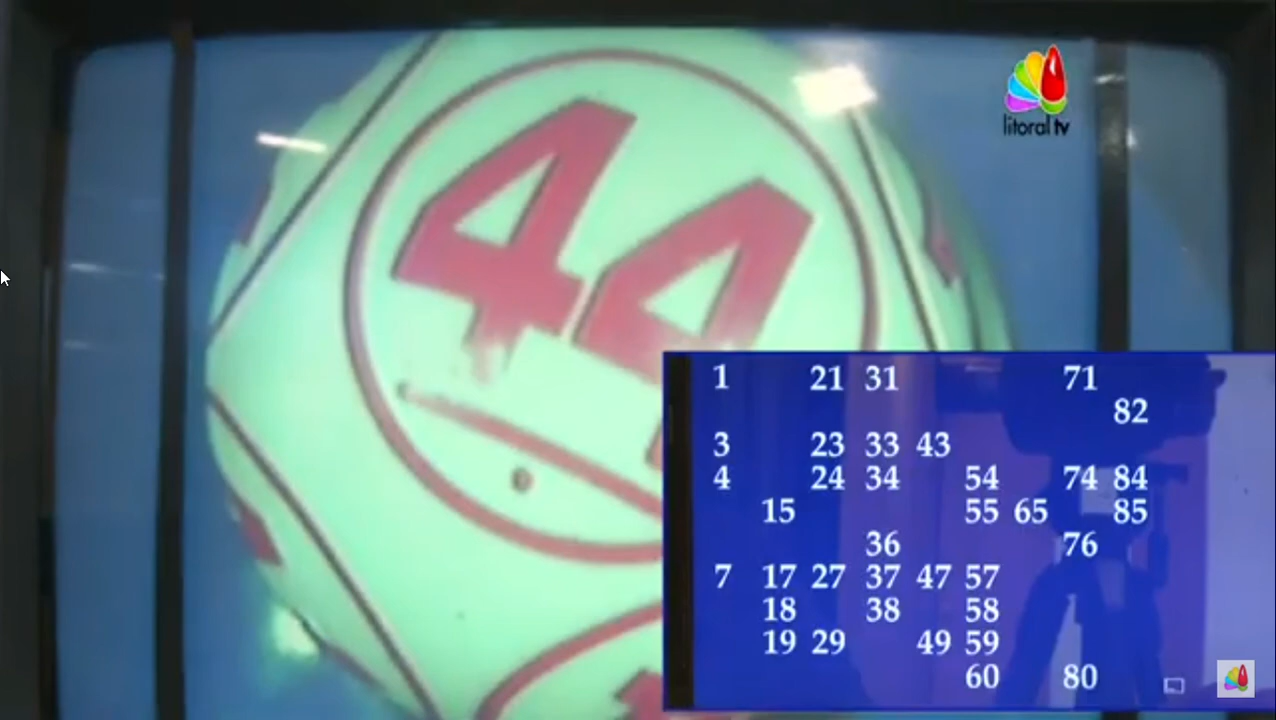 44
litoral tv
1 21 31 71
82
3 23 33 43
4 24 34 54 74 84
15 55 65 85
36 76
7 17 27 37 47 57
18 38 58
19 29 49 59
60 80